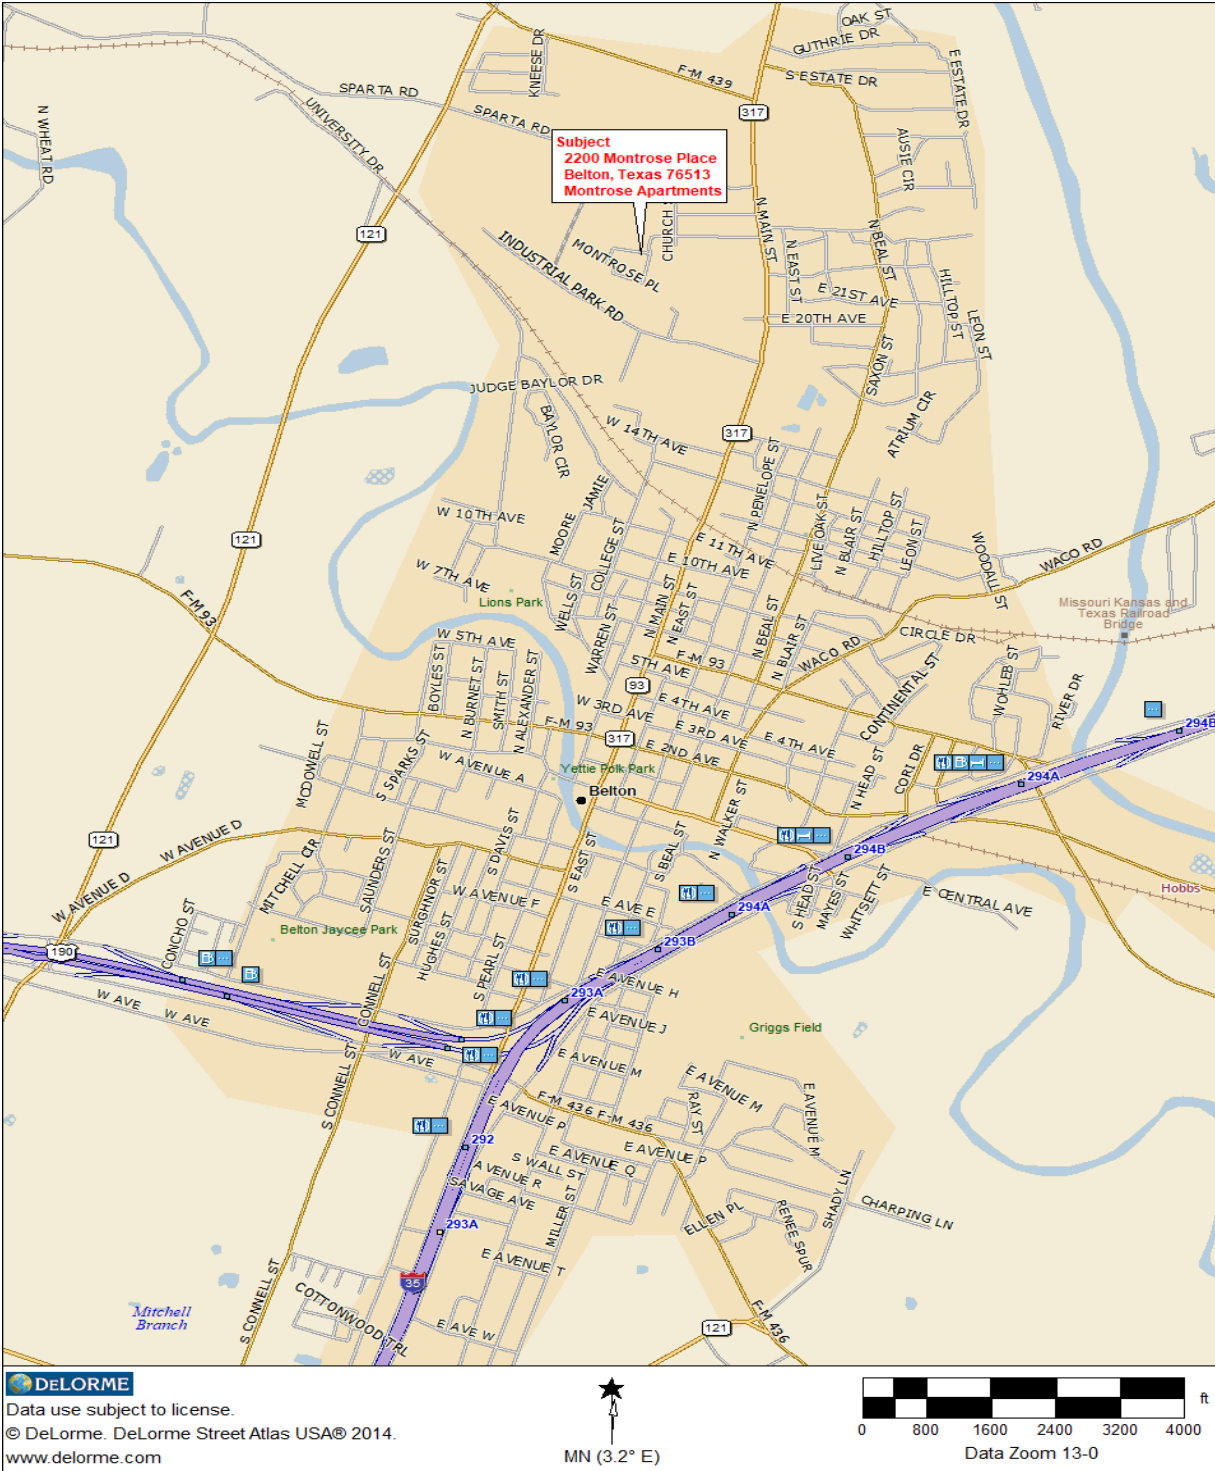 OAK ST
GUTHRIE DR
KNEESE DR
F-M 439
S ESTATE DR
E ESTATE DR
SPARTA RD
UNIVERSITY DR
SPARTA RD
317
N WHEAT RD
AUSIE CIR
Subject
2200 Montrose Place
Belton, Texas 76513
Montrose Apartments
121
CHURCH S
N MAIN ST
N BEAL ST
INDUSTRIAL PARK RD
MONTROSE PL
N EAST ST
E 21ST AVE
HILLTOP ST
E 20TH AVE
LEON ST
SAXON ST
JUDGE BAYLOR DR
BAYLOR CIR
W 14TH AVE
317
ATRIUM CIR
N PENELOPE ST
JAMIE
MOORE
W 10TH AVE
COLLEGE ST
LIVE OAK ST
N BLAIR ST
HILLTOP ST
LEON ST
121
E 11TH AVE
E 10TH AVE
WOODALL ST
WACO RD
W 7TH AVE
F-M 93
Lions Park
WELLS ST
WARREN ST
N MAIN ST
N EAST ST
N BEAL ST
N BLAIR ST
Missouri Kansas and
Texas Railroad
Bridge
W 5TH AVE
CIRCLE DR
WACO RD
F-M 93
5TH AVE
BOYLES ST
N BURNET ST
SMITH ST
N ALEXANDER ST
CONTINENTAL ST
WOHLEB ST
RIVER DR
93
W 3RD AVE
E 4TH AVE
F-M 93
E 3RD AVE
E 4TH AVE
317
E 2ND AVE
294B
MCDOWELL ST
S SPARKS ST
W AVENUE A
Yettie Polk Park
Belton
N HEAD ST
CORI DR
294A
N WALKER ST
121
W AVENUE D
S DAVIS ST
S EAST ST
S BEAL ST
294B
MITCHELL CIR
SAUNDERS ST
SURGHNOR ST
W AVENUE D
W AVENUE F
E AVE E
294A
S HEAD ST
MAYES ST
WHITSETT ST
E CENTRAL AVE
Hobbs
CONCHO ST
Belton Jaycee Park
HUGHES ST
S PEARL ST
293B
190
CONNELL ST
E AVENUE H
293A
W AVE
W AVE
E AVENUE J
Griggs Field
W AVE
E AVENUE M
S CONNELL ST
E AVENUE M
E AVENUE M
RAY ST
F-M 436
F-M 436
E AVENUE P
292
E AVENUE P
E AVENUE Q
S WALL ST
AVENUE R
SAVAGE AVE
MILLER ST
SHADY LN
CHARPING LN
RENEE SPUR
ELLEN PL
293A
E AVENUE T
S CONNELL ST
35
COTTONWOOD TRL
E AVE W
Mitchell
Branch
121
F-M 436
DELORME
Data use subject to license.
© DeLorme. DeLorme Street Atlas USA® 2014.
www.delorme.com
MN (3.2° E)
ft
0 800 1600 2400 3200 4000
Data Zoom 13-0